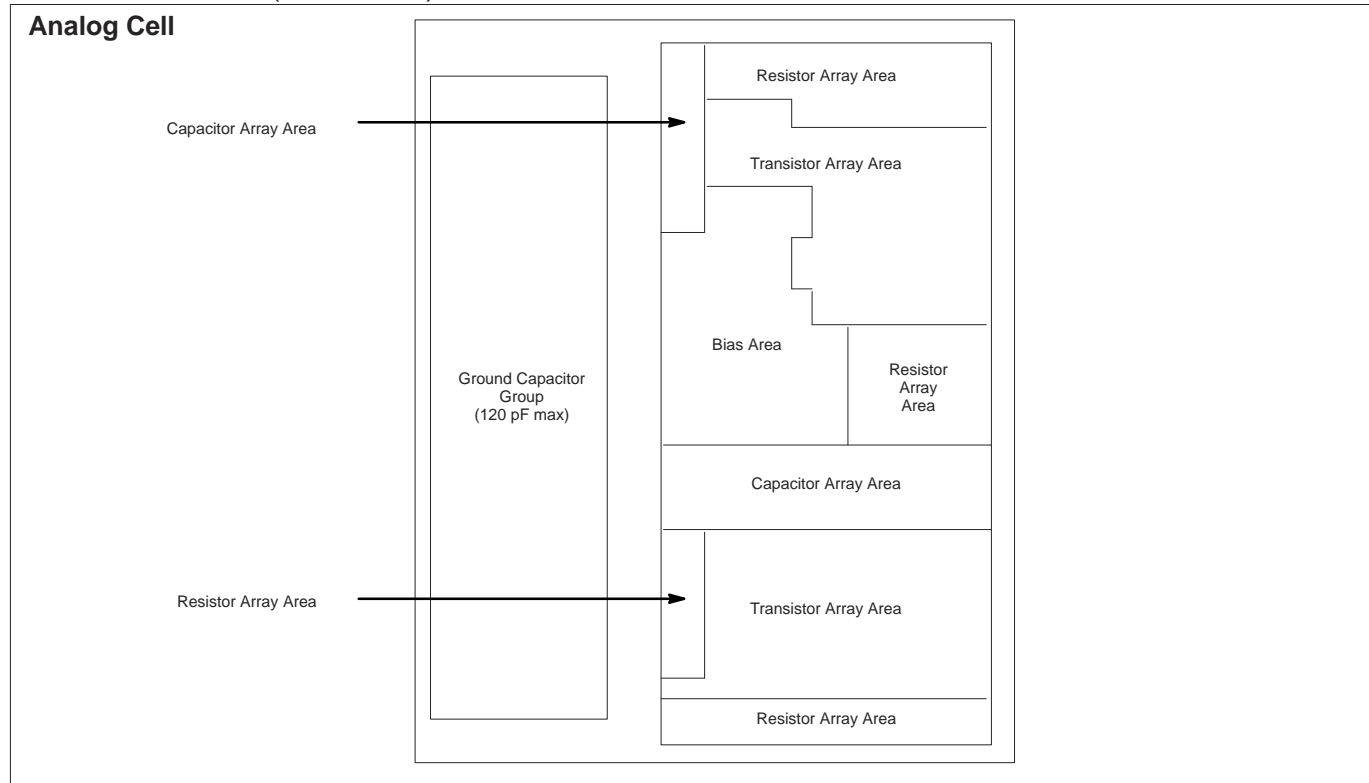 Analog Cell
Resistor Array Area
Capacitor Array Area
Transistor Array Area
Bias Area
Resistor
Array
Area
Ground Capacitor
Group
(120 pF max)
Capacitor Array Area
Resistor Array Area
Transistor Array Area
Resistor Array Area